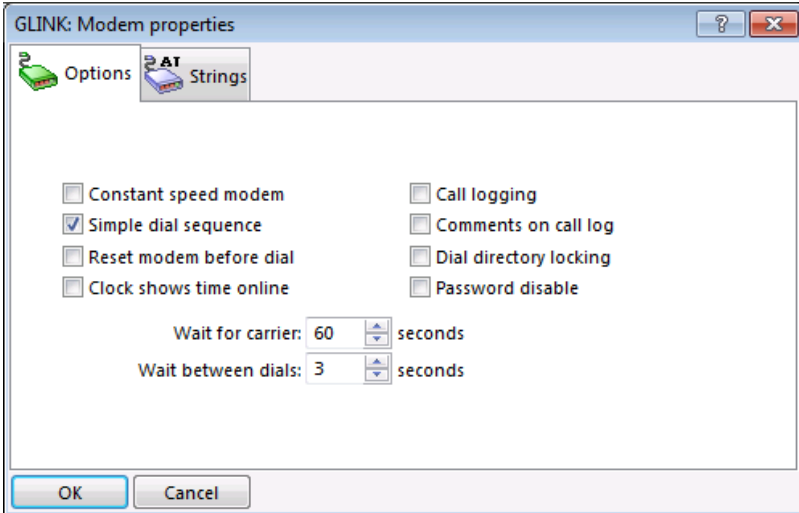 GLINK: Modem properties
Options
AT Strings
Constant speed modem
Call logging
Simple dial sequence
Comments on call log
Reset modem before dial
Dial directory locking
Clock shows time online
Password disable
Wait for carrier: 60 seconds
Wait between dials: 3 seconds
OK Cancel